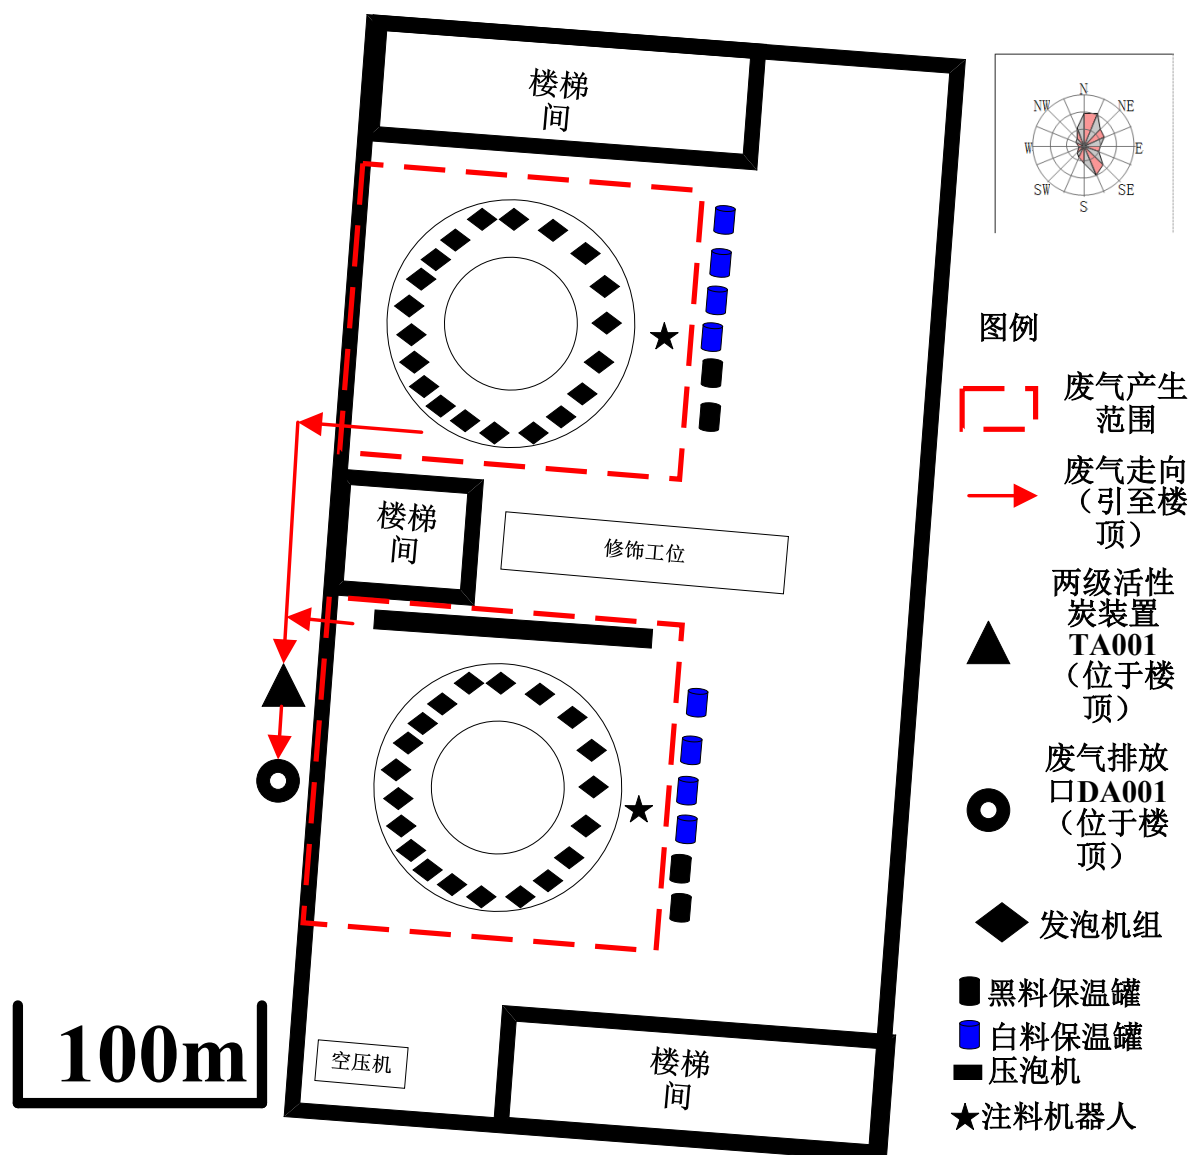 楼梯
间
N
NW
NE
W
E
SW
SE
S
图例
废气产生
范围
废气走向
（引至楼
顶）
楼梯
间
修饰工位
两级活性
炭装置
TA001
（位于楼
顶）
废气排放
口DA001
（位于楼
顶）
发泡机组
黑料保温罐
白料保温罐
压泡机
注料机器人
100m
空压机
楼梯
间